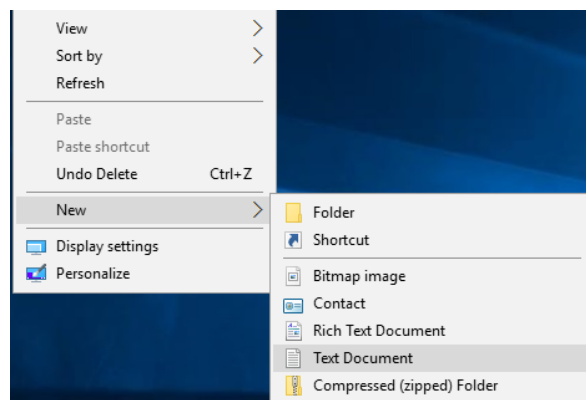 View
Sort by
Refresh
Paste
Paste shortcut
Undo Delete Ctrl+Z
New
Display settings
Personalize
Folder
Shortcut
Bitmap image
Contact
Rich Text Document
Text Document
Compressed (zipped) Folder